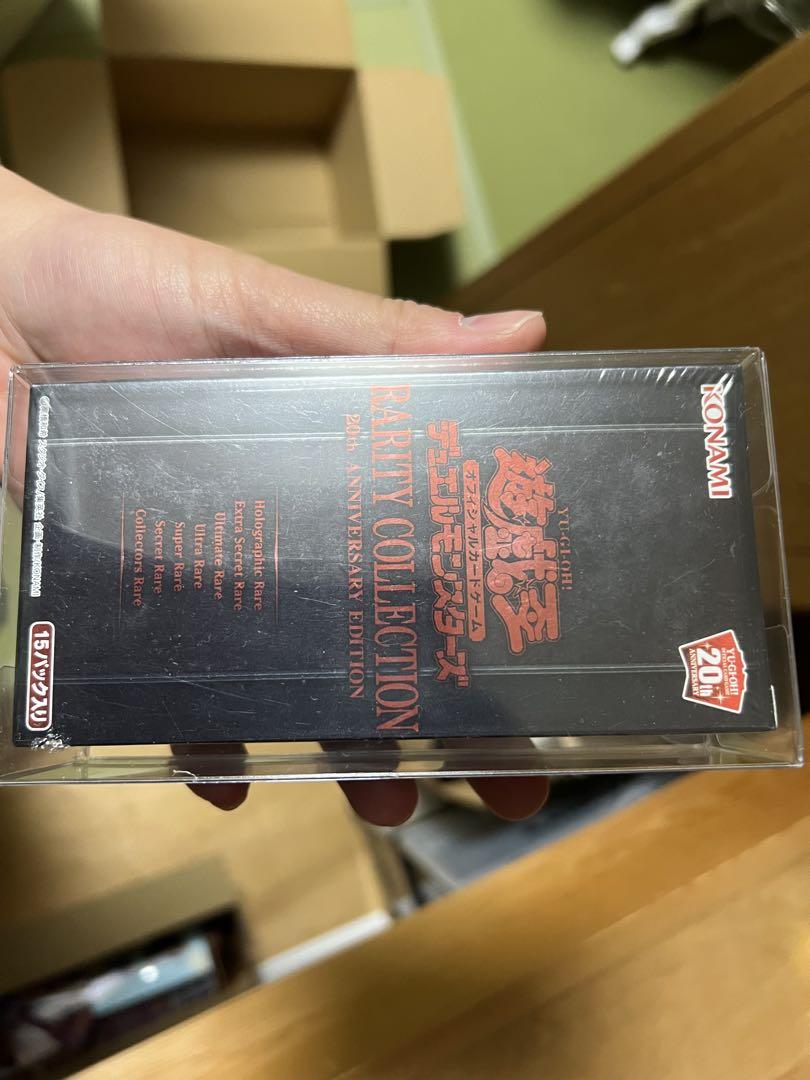 KONAMI
YU-GI-OH!
OFFICIAL CARD GAME
20th
ANNIVERSARY
YU-GI-OH!
遊戯王
オフィシャルカードゲーム
デュエルモンスターズ
RARITY COLLECTION
20th ANNIVERSARY EDITION
Holographic Rare
Extra Secret Rare
Ultimate Rare
Ultra Rare
Super Rare
Secret Rare
Collectors Rare
15パック入り